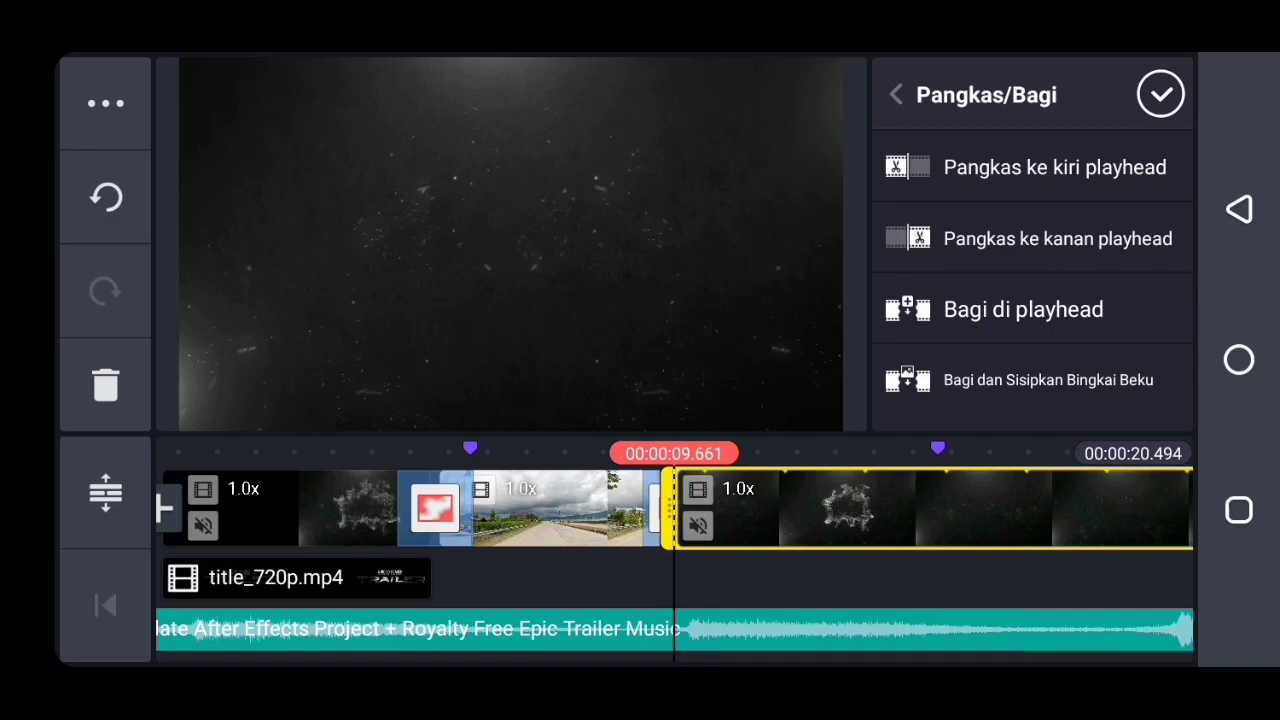 Pangkas/Bagi
Pangkas ke kiri playhead
Pangkas ke kanan playhead
Bagi di playhead
Bagi dan Sisipkan Bingkai Beku
00:00:09.661
00:00:20.494
1.0x
1.0x
1.0x
title_720p.mp4
TRAILER
late After Effects Project + Royalty Free Epic Trailer Music